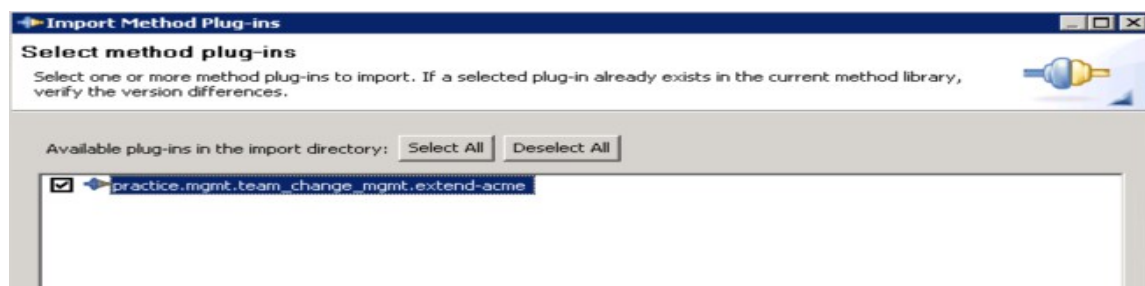 Import Method Plug-ins
Select method plug-ins
Select one or more method plug-ins to import. If a selected plug-in already exists in the current method library,
verify the version differences.
Available plug-ins in the import directory: Select All Deselect All
practice.mgmt.team_change_mgmt.extend-acme